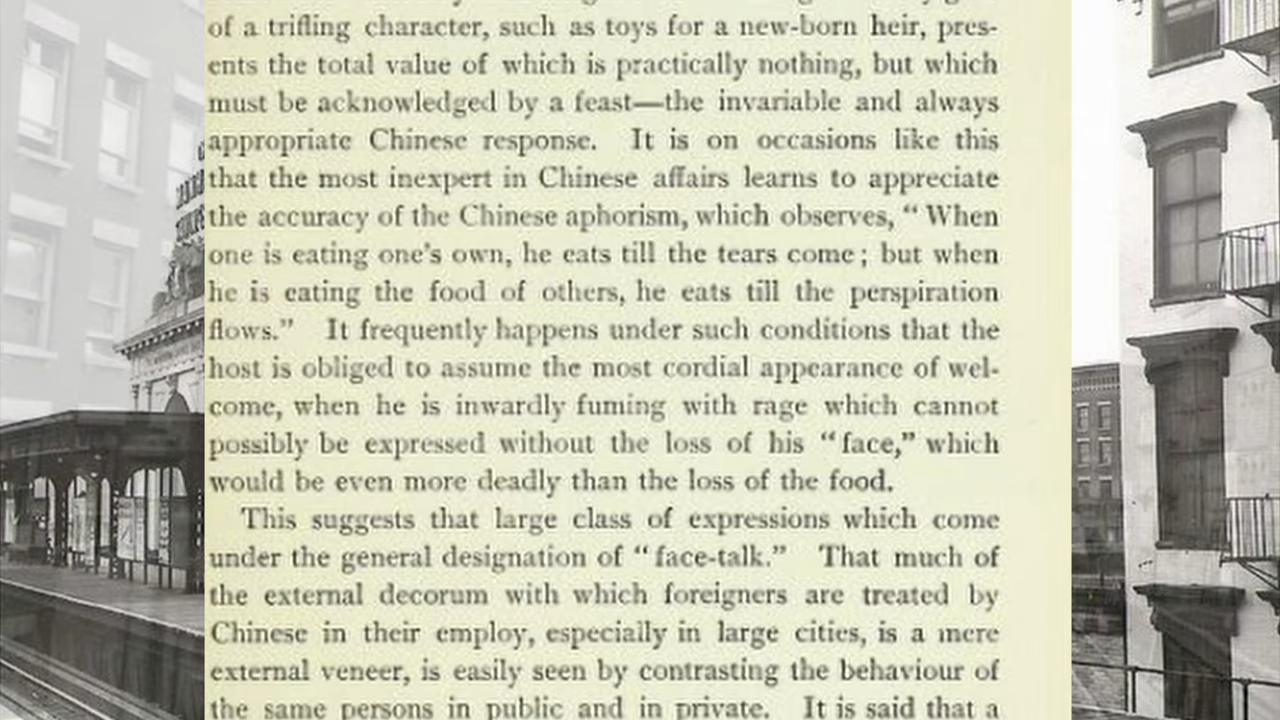 of a trifling character, such as toys for a new-born heir, pres-
ents the total value of which is practically nothing, but which
must be acknowledged by a feast—the invariable and always
appropriate Chinese response. It is on occasions like this
that the most inexpert in Chinese affairs learns to appreciate
the accuracy of the Chinese aphorism, which observes, “ When
one is eating one’s own, he eats till the tears come ; but when
he is eating the food of others, he eats till the perspiration
flows.” It frequently happens under such conditions that the
host is obliged to assume the most cordial appearance of wel-
come, when he is inwardly fuming with rage which cannot
possibly be expressed without the loss of his “ face,” which
would be even more deadly than the loss of the food.
This suggests that large class of expressions which come
under the general designation of “ face-talk.” That much of
the external decorum with which foreigners are treated by
Chinese in their employ, especially in large cities, is a mere
external veneer, is easily seen by contrasting the behaviour of
the same persons in public and in private. It is said that a